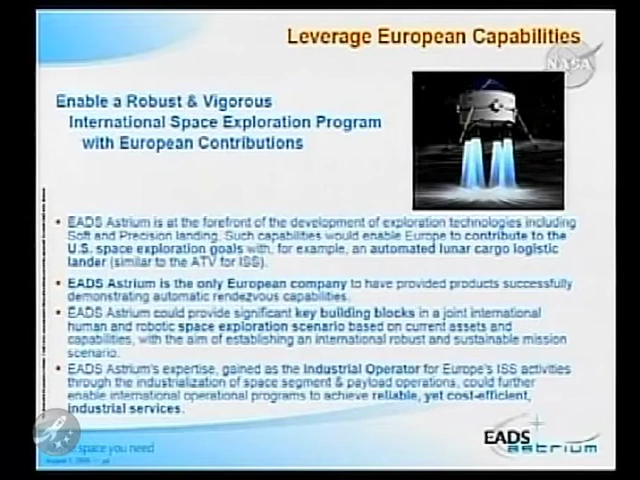 Leverage European Capabilities
NASA
Enable a Robust & Vigorous
International Space Exploration Program
with European Contributions
• EADS Astrium is at the forefront of the development of exploration technologies including
Soft and Precision landing. Such capabilities would enable Europe to contribute to the
U.S. space exploration goals with, for example, an automated lunar cargo logistic
lander (similar to the ATV for ISS).
• EADS Astrium is the only European company to have provided products successfully
demonstrating automatic rendezvous capabilities.
• EADS Astrium could provide significant key building blocks in a joint international
human and robotic space exploration scenario based on current assets and
capabilities, with the aim of establishing an international robust and sustainable mission
scenario.
• EADS Astrium's expertise, gained as the Industrial Operator for Europe's ISS activities
through the industrialization of space segment & payload operations, could further
enable international operational programs to achieve reliable, yet cost-efficient,
industrial services.
space you need
EADS
astrium